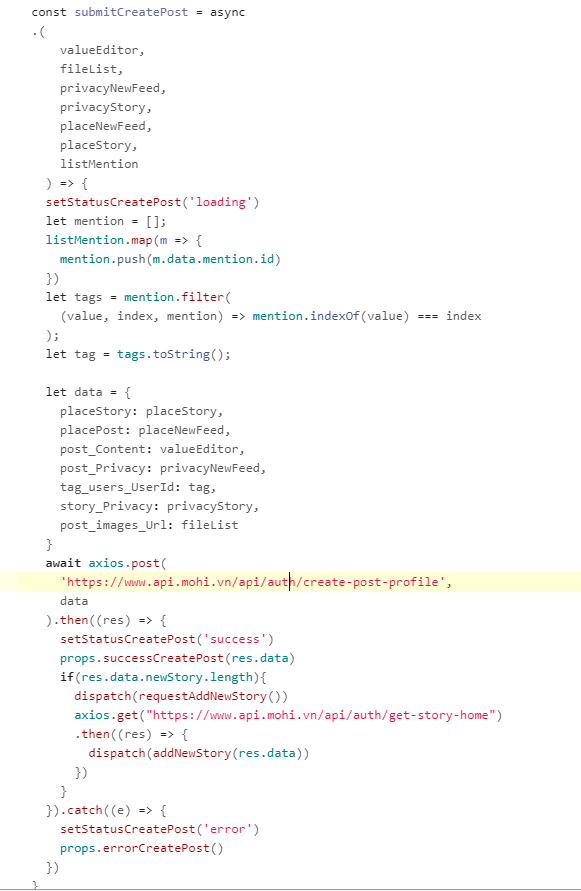 const submitCreatePost = async
.(
valueEditor,
fileList,
privacyNewFeed,
privacyStory,
placeNewFeed,
placeStory,
listMention
) => {
setStatusCreatePost('loading')
let mention = [];
listMention.map(m => {
mention.push(m.data.mention.id)
})
let tags = mention.filter(
(value, index, mention) => mention.indexOf(value) === index
);
let tag = tags.toString();
let data = {
placeStory: placeStory,
placePost: placeNewFeed,
post_Content: valueEditor,
post_Privacy: privacyNewFeed,
tag_users_UserId: tag,
story_Privacy: privacyStory,
post_images_Url: fileList
}
await axios.post(
'https://www.api.mohi.vn/api/auth/create-post-profile',
data
).then((res) => {
setStatusCreatePost('success')
props.successCreatePost(res.data)
if(res.data.newStory.length){
dispatch(requestAddNewStory())
axios.get("https://www.api.mohi.vn/api/auth/get-story-home")
.then((res) => {
dispatch(addNewStory(res.data))
})
}
}).catch((e) => {
setStatusCreatePost('error')
props.errorCreatePost()
})
}